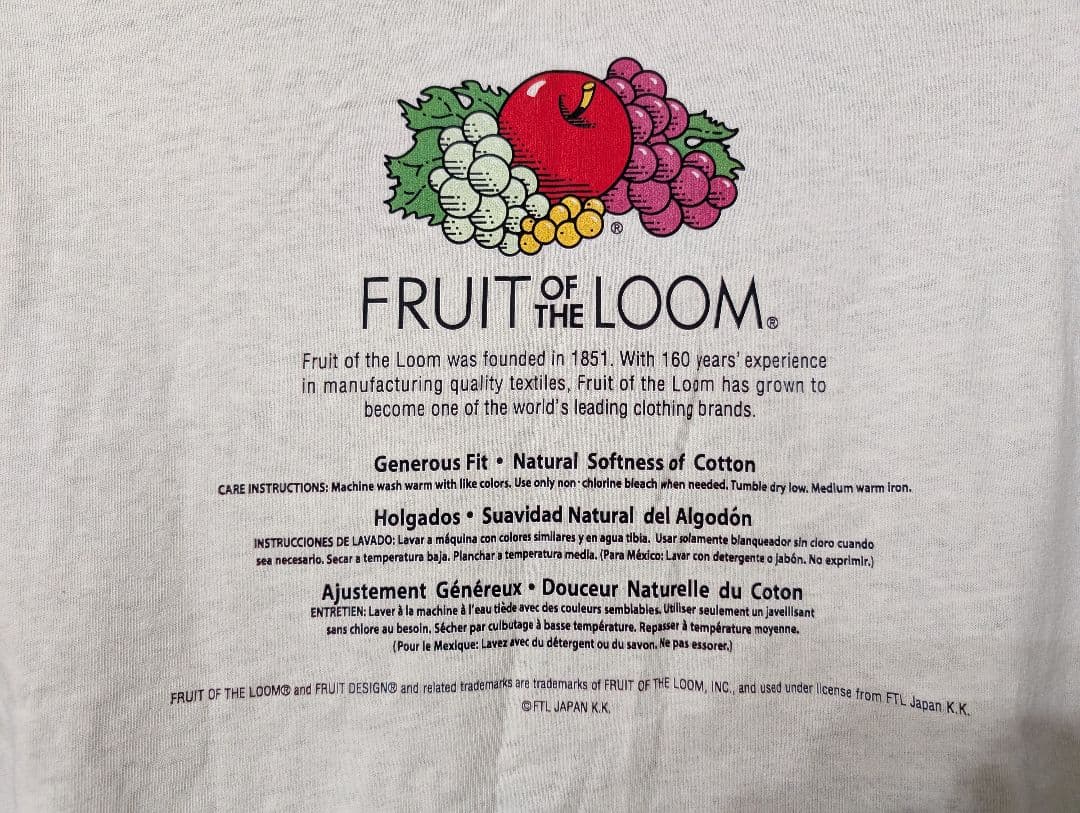 ®
FRUIT OF THE LOOM®
Fruit of the Loom was founded in 1851. With 160 years' experience
in manufacturing quality textiles, Fruit of the Loom has grown to
become one of the world's leading clothing brands.
Generous Fit • Natural Softness of Cotton
CARE INSTRUCTIONS: Machine wash warm with like colors. Use only non-chlorine bleach when needed. Tumble dry low. Medium warm iron.
Holgados • Suavidad Natural del Algodón
INSTRUCCIONES DE LAVADO: Lavar a máquina con colores similares y en agua tibia. Usar solamente blanqueador sin cloro cuando
sea necesario. Secar a temperatura baja. Planchar a temperatura media. (Para México: Lavar con detergente o jabón. No exprimir.)
Ajustement Généreux • Douceur Naturelle du Coton
ENTRETIEN: Laver à la machine à l'eau tiède avec des couleurs semblables. Utiliser seulement un javellisant
sans chlore au besoin. Sécher par culbutage à basse température. Repasser à température moyenne.
(Pour le Mexique: Lavez avec du détergent ou du savon. Ne pas essorer.)
FRUIT OF THE LOOM® and FRUIT DESIGN® and related trademarks are trademarks of FRUIT OF THE LOOM, INC., and used under license from FTL Japan K.K.
©FTL JAPAN K.K.